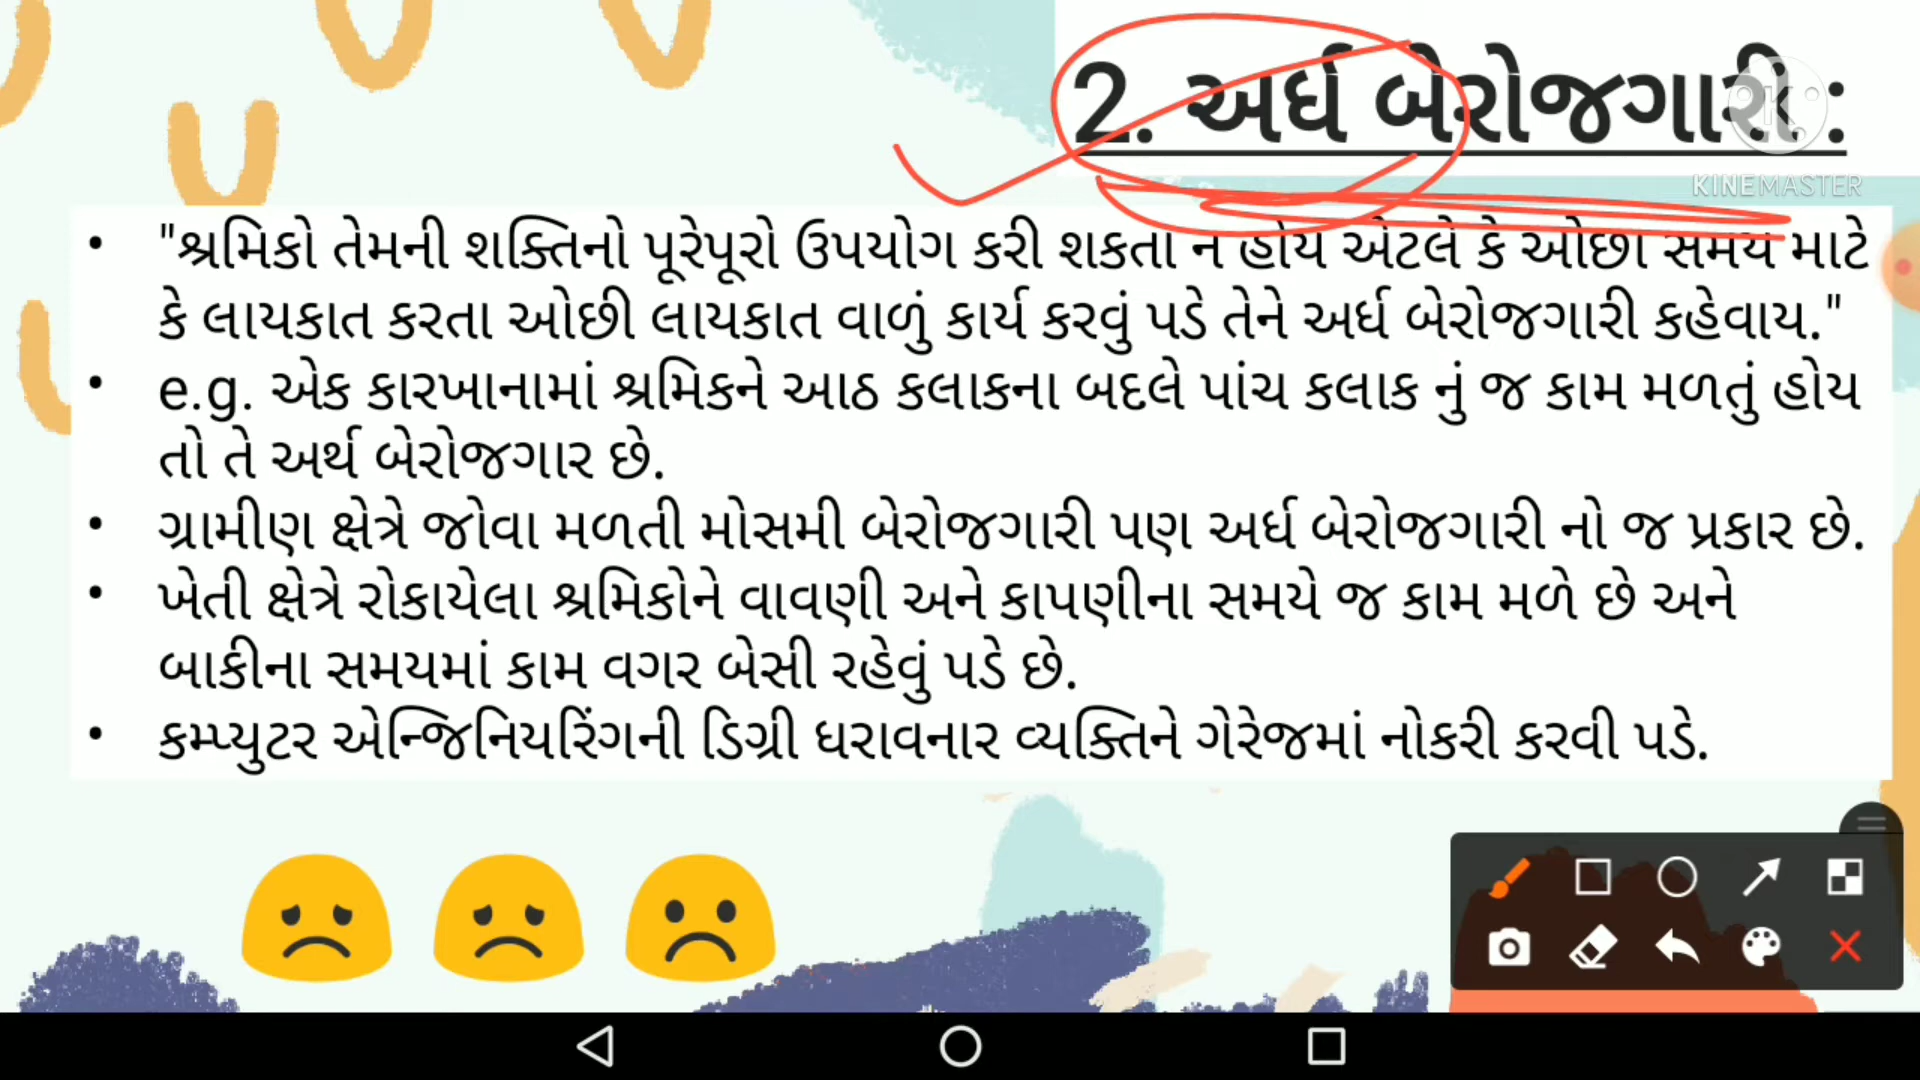 2. અર્ધ બેરોજગારી :
KINEMASTER
• "શ્રમિકો તેમની શક્તિનો પૂરેપૂરો ઉપયોગ કરી શકતા ન હોય એટલે કે ઓછા સમય માટે
કે લાયકાત કરતા ઓછી લાયકાત વાળું કાર્ય કરવું પડે તેને અર્ધ બેરોજગારી કહેવાય."
• e.g. એક કારખાનામાં શ્રમિકને આઠ કલાકના બદલે પાંચ કલાક નું જ કામ મળતું હોય
તો તે અર્થ બેરોજગાર છે.
• ગ્રામીણ ક્ષેત્રે જોવા મળતી મોસમી બેરોજગારી પણ અર્ધ બેરોજગારી નો જ પ્રકાર છે.
• ખેતી ક્ષેત્રે રોકાયેલા શ્રમિકોને વાવણી અને કાપણીના સમયે જ કામ મળે છે અને
બાકીના સમયમાં કામ વગર બેસી રહેવું પડે છે.
• કમ્પ્યુટર એન્જિનિયરિંગની ડિગ્રી ધરાવનાર વ્યક્તિને ગેરેજમાં નોકરી કરવી પડે.